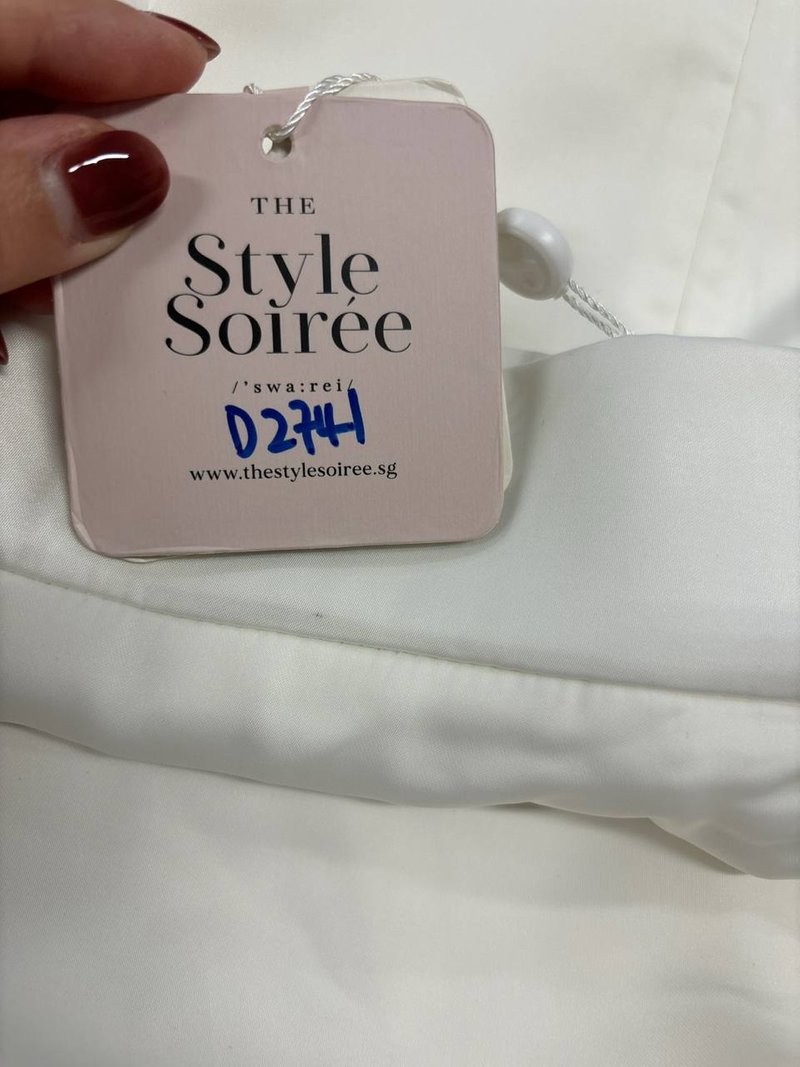 THE
Style
Soirée
/'swa:rei/
D2741
www.thestylesoiree.sg